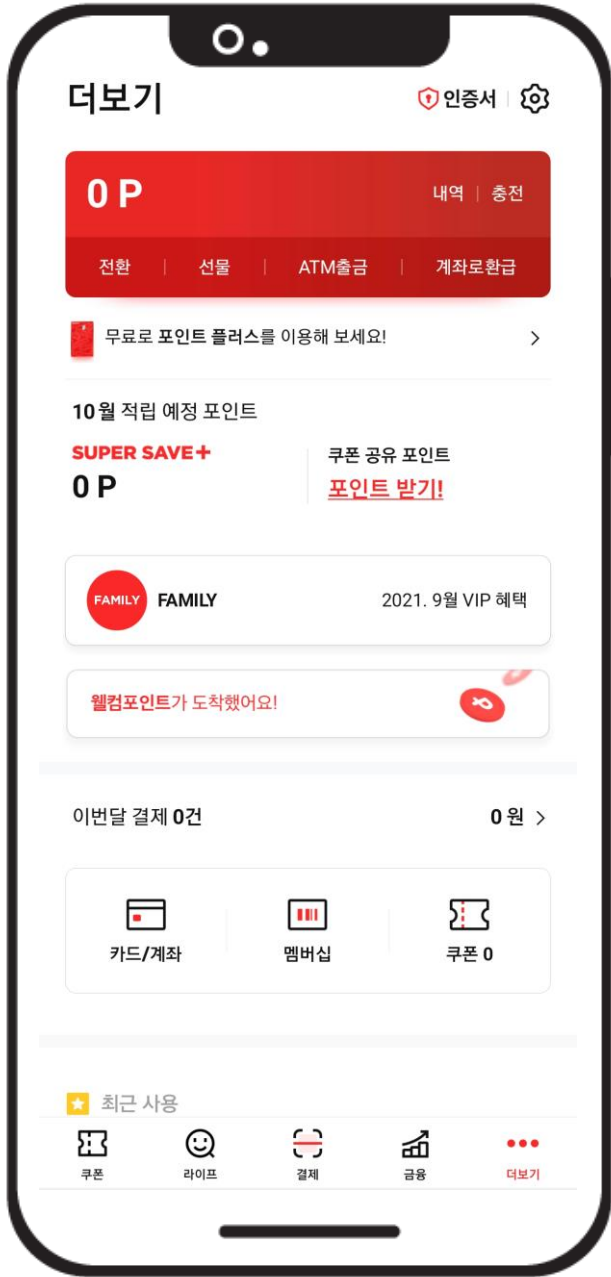 더보기
인증서
0 P
내역 | 충전
전환 | 선물 | ATM출금 | 계좌로환급
무료로 포인트 플러스를 이용해 보세요!
10월 적립 예정 포인트
SUPER SAVE+
0 P
쿠폰 공유 포인트
포인트 받기!
FAMILY
FAMILY
2021. 9월 VIP 혜택
웰컴포인트가 도착했어요!
이번달 결제 0건
0 원
카드/계좌
멤버십
쿠폰 0
최근 사용
쿠폰
라이프
결제
금융
더보기